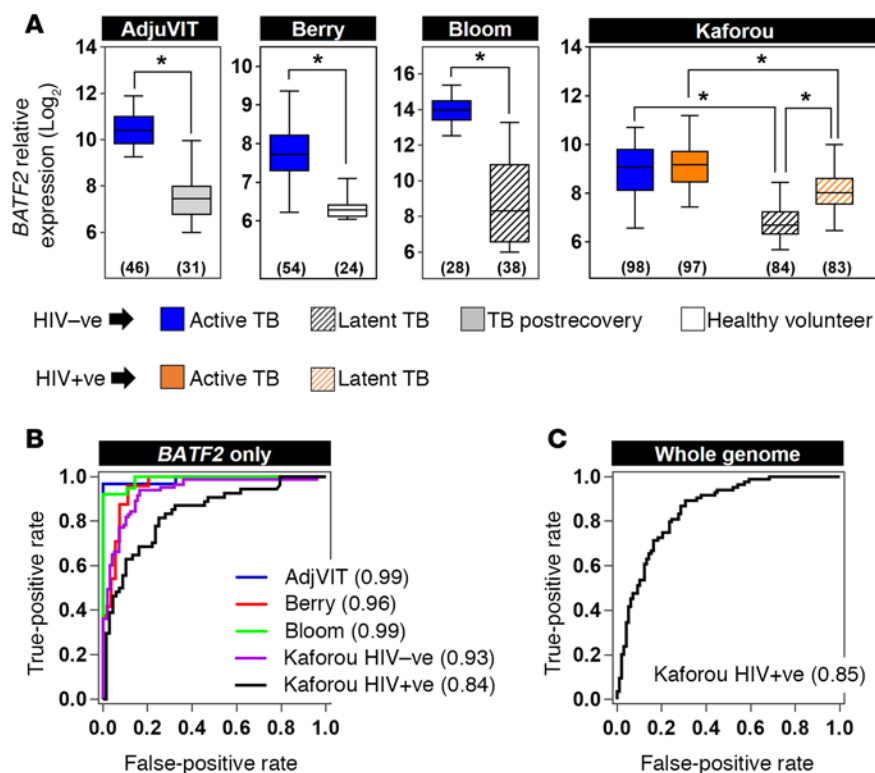 A
AdjuVIT
Berry
Bloom
Kaforou
BATF2 relative
expression (Log2)
14
12
10
8
6
(46)
(31)
*
10
9
8
7
6
(54)
(24)
*
16
14
12
10
8
6
(28)
(38)
*
14
12
10
8
6
(98)
(97)
(84)
(83)
*
*
*
HIV–ve
Active TB
Latent TB
TB postrecovery
Healthy volunteer
HIV+ve
Active TB
Latent TB
B
BATF2 only
True-positive rate
1.0
0.8
0.6
0.4
0.2
0.0
AdjVIT (0.99)
Berry (0.96)
Bloom (0.99)
Kaforou HIV–ve (0.93)
Kaforou HIV+ve (0.84)
0.0 0.2 0.4 0.6 0.8 1.0
False-positive rate
C
Whole genome
True-positive rate
1.0
0.8
0.6
0.4
0.2
0.0
Kaforou HIV+ve (0.85)
0.0 0.2 0.4 0.6 0.8 1.0
False-positive rate